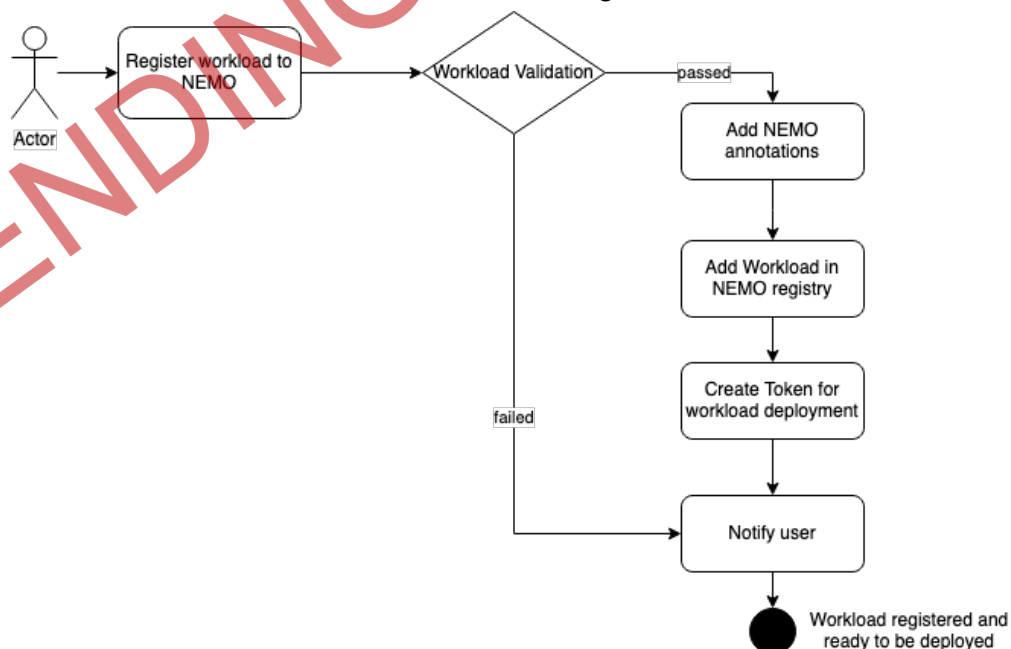 Register workload to
NEMO
Workload Validation
passed
Actor
Add NEMO
annotations
Add Workload in
NEMO registry
Create Token for
workload deployment
failed
Notify user
Workload registered and
ready to be deployed
ENDING